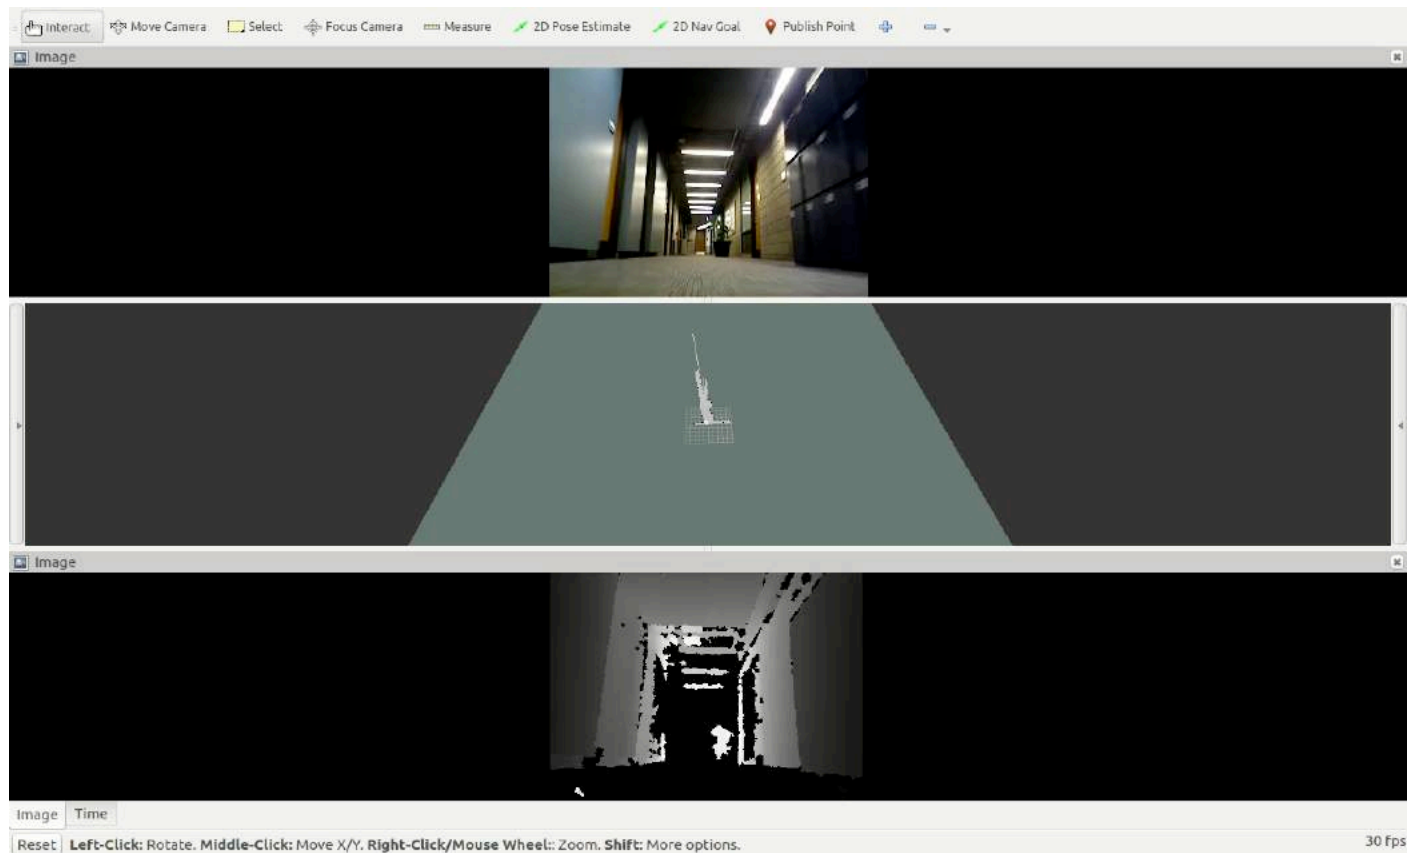 Interact Move Camera Select Focus Camera Measure 2D Pose Estimate 2D Nav Goal Publish Point
Image
Image
Image Time
Reset Left-Click: Rotate. Middle-Click: Move X/Y. Right-Click/Mouse Wheel:: Zoom. Shift: More options. 30 fps